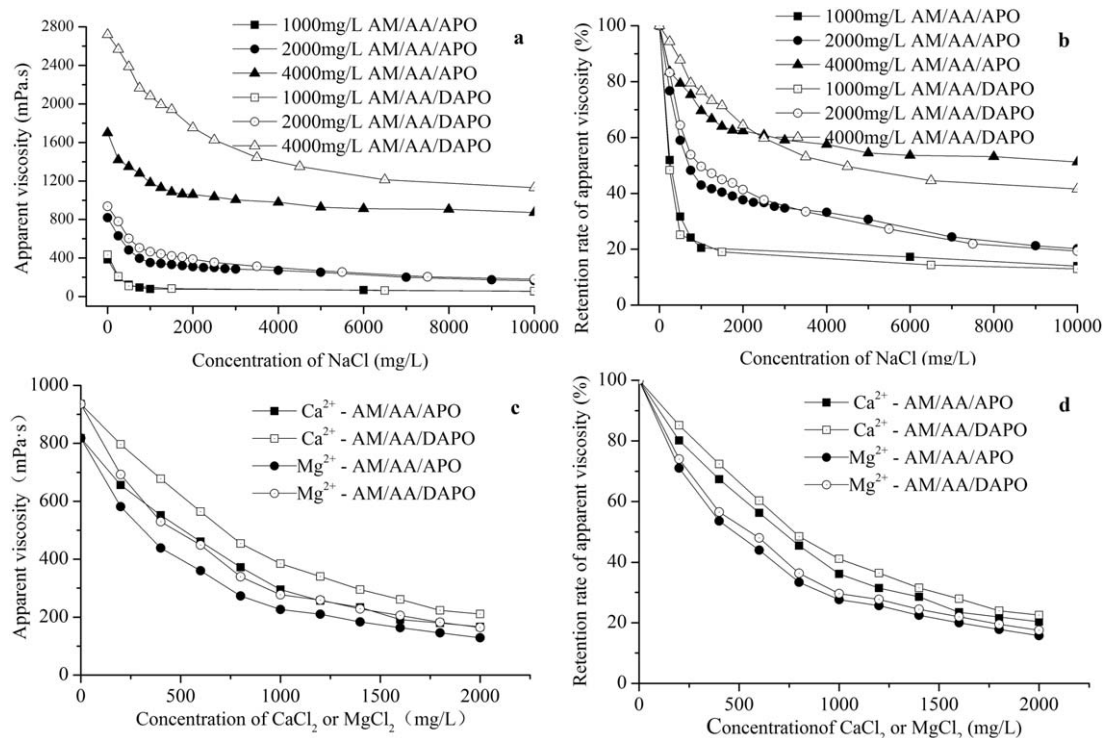 a
1000mg/L AM/AA/APO
2000mg/L AM/AA/APO
4000mg/L AM/AA/APO
1000mg/L AM/AA/DAPO
2000mg/L AM/AA/DAPO
4000mg/L AM/AA/DAPO
Apparent viscosity (mPa.s)
2800
2400
2000
1600
1200
800
400
0
0 2000 4000 6000 8000 10000
Concentration of NaCl (mg/L)
b
1000mg/L AM/AA/APO
2000mg/L AM/AA/APO
4000mg/L AM/AA/APO
1000mg/L AM/AA/DAPO
2000mg/L AM/AA/DAPO
4000mg/L AM/AA/DAPO
Retention rate of apparent viscosity (%)
100
80
60
40
20
0
0 2000 4000 6000 8000 10000
Concentration of NaCl (mg/L)
c
Ca²⁺ - AM/AA/APO
Ca²⁺ - AM/AA/DAPO
Mg²⁺ - AM/AA/APO
Mg²⁺ - AM/AA/DAPO
Apparent viscosity（mPa·s）
1000
800
600
400
200
0
0 500 1000 1500 2000
Concentration of CaCl₂ or MgCl₂（mg/L）
d
Ca²⁺ - AM/AA/APO
Ca²⁺ - AM/AA/DAPO
Mg²⁺ - AM/AA/APO
Mg²⁺ - AM/AA/DAPO
Retention rate of apparent viscosity (%)
100
80
60
40
20
0
0 500 1000 1500 2000
Concentrationof CaCl₂ or MgCl₂ (mg/L)